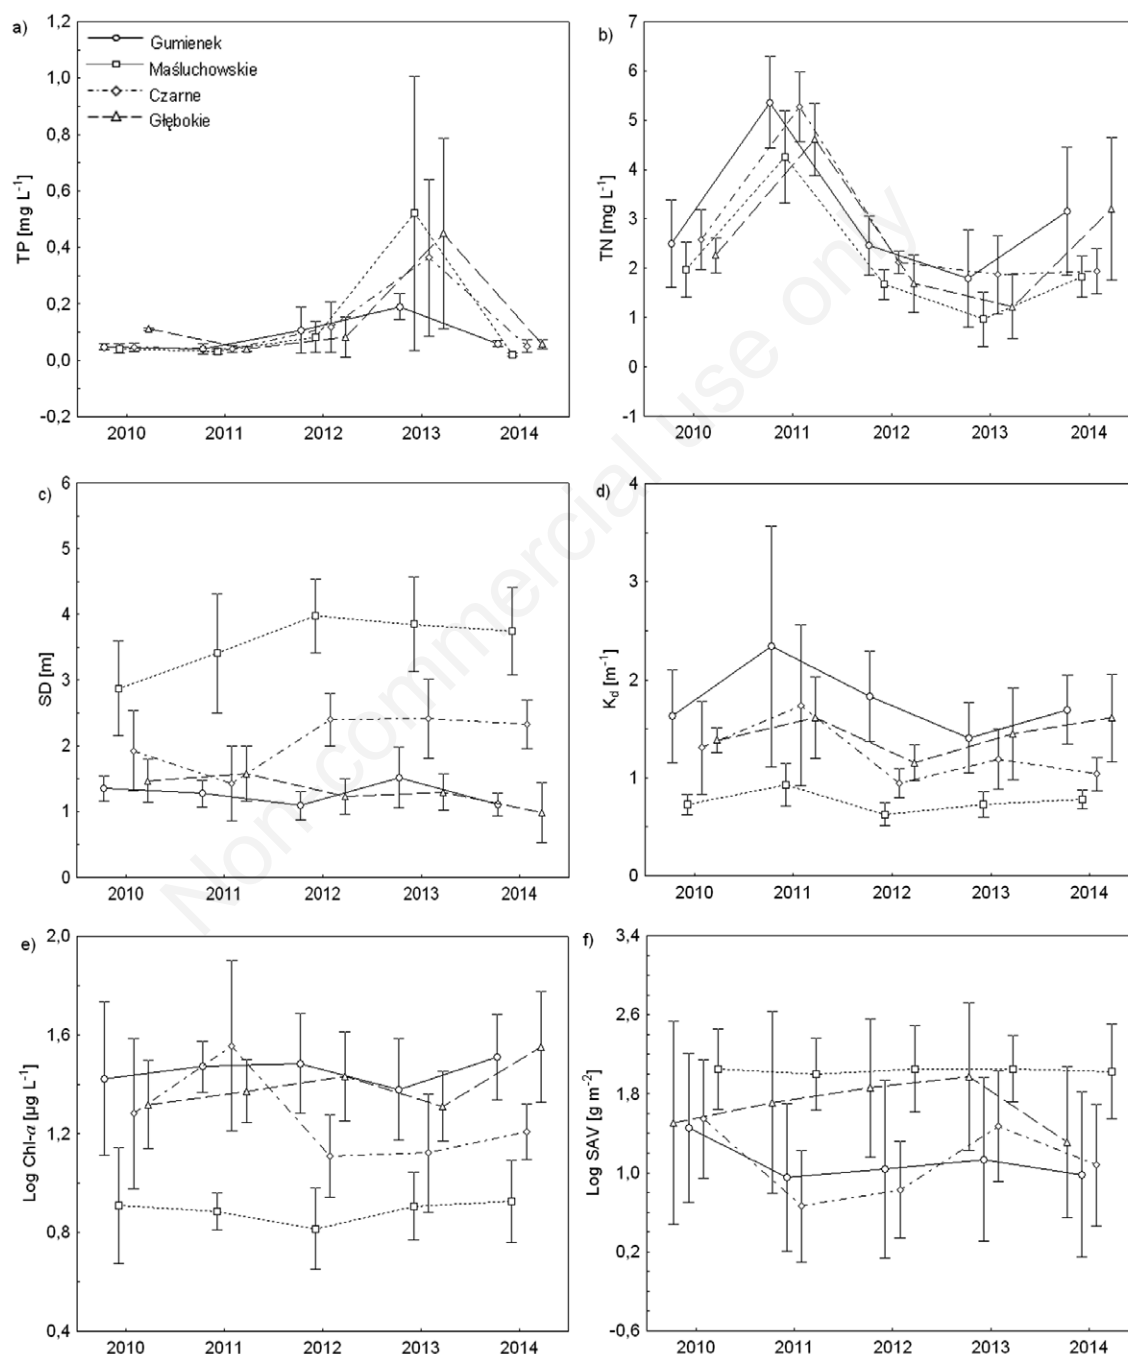 a)
1,2
1,0
0,8
0,6
0,4
0,2
0,0
-0,2
TP [mg L-1]
Gumienek
Maśluchowskie
Czarne
Głębokie
2010 2011 2012 2013 2014
b)
7
6
5
4
3
2
1
0
-1
TN [mg L-1]
2010 2011 2012 2013 2014
c)
6
5
4
3
2
1
0
SD [m]
2010 2011 2012 2013 2014
d)
4
3
2
1
0
Kd [m-1]
2010 2011 2012 2013 2014
e)
2,0
1,6
1,2
0,8
0,4
Log Chl-a [µg L-1]
2010 2011 2012 2013 2014
f)
3,4
2,6
1,8
1,0
0,2
-0,6
Log SAV [g m-2]
2010 2011 2012 2013 2014
Non commercial use only